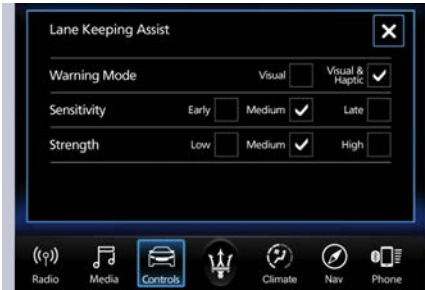 Lane Keeping Assist
Warning Mode Visual Visual &
Haptic
Sensitivity Early Medium Late
Strength Low Medium High
Radio Media Controls Climate Nav Phone